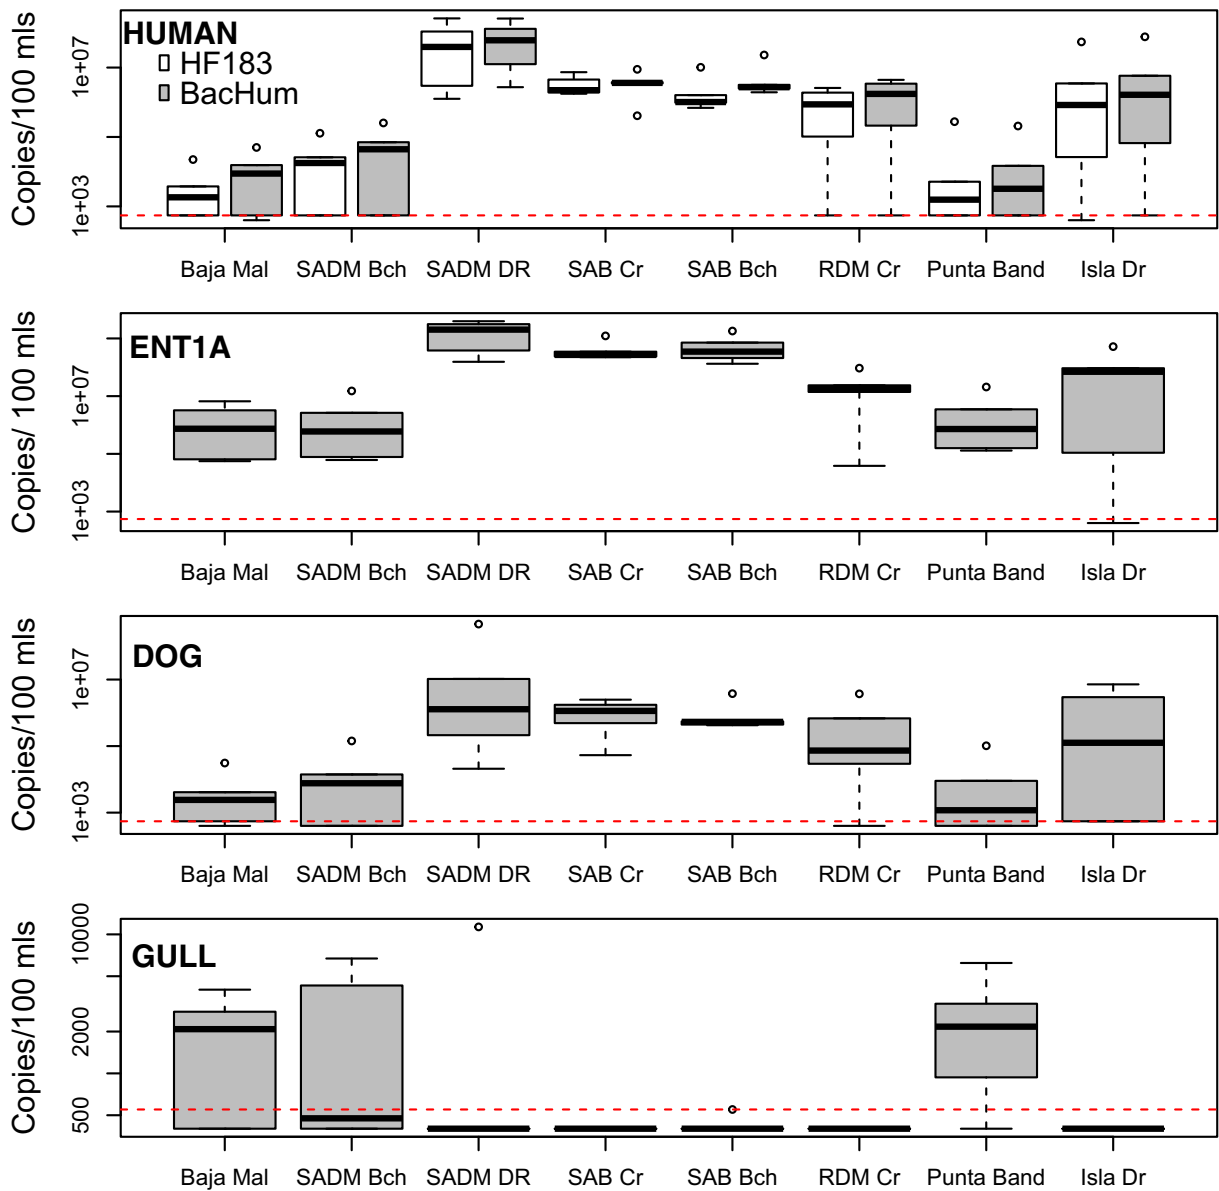 HUMAN
HF183
BacHum
Copies/100 mls
1e+07
1e+03
Baja Mal SADM Bch SADM DR SAB Cr SAB Bch RDM Cr Punta Band Isla Dr
ENT1A
Copies/ 100 mls
1e+07
1e+03
Baja Mal SADM Bch SADM DR SAB Cr SAB Bch RDM Cr Punta Band Isla Dr
DOG
Copies/100 mls
1e+07
1e+03
Baja Mal SADM Bch SADM DR SAB Cr SAB Bch RDM Cr Punta Band Isla Dr
GULL
Copies/100 mls
10000
2000
500
Baja Mal SADM Bch SADM DR SAB Cr SAB Bch RDM Cr Punta Band Isla Dr